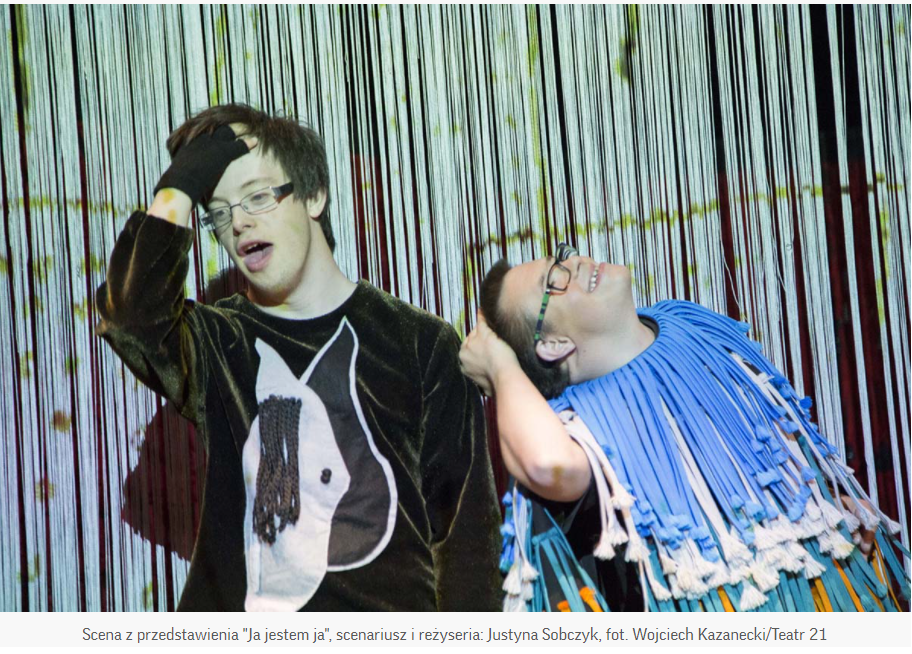 Scena z przedstawienia "Ja jestem ja", scenariusz i reżyseria: Justyna Sobczyk, fot. Wojciech Kazanecki/Teatr 21